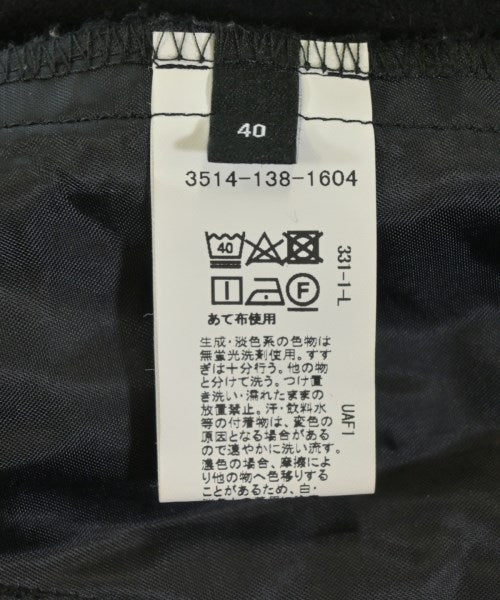 40
3514-138-1604
40
F
あて布使用
331-1-L
UAF1
生成・淡色系の色物は
無蛍光洗剤使用。すす
ぎは十分行う。他の物
と分けて洗う。つけ置
き洗い・濡れたままの
放置禁止。汗・飲料水
等の付着物は、変色の
原因となる場合がある
ので速やかに洗い流す。
濃色の場合、摩擦によ
り他の物へ色移りする
ことがあるため、白・